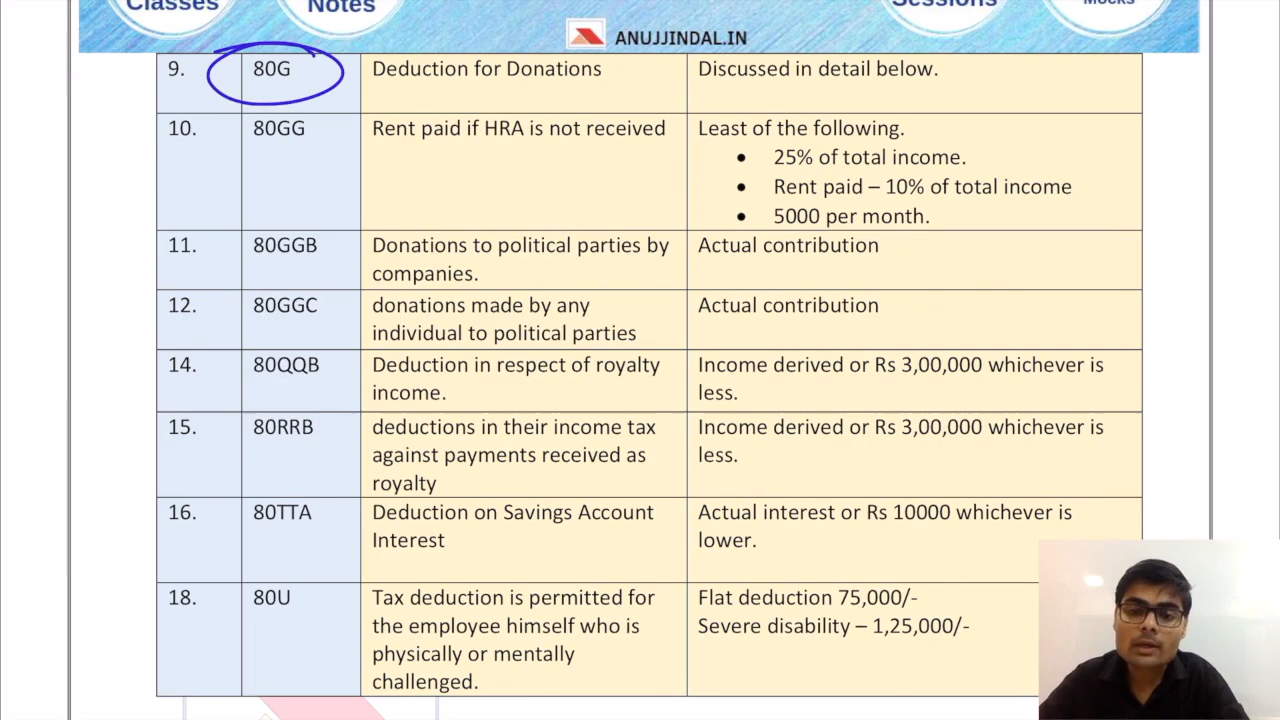 Classes
Notes
Sessions
Mocks
ANUJJINDAL.IN
9. 80G Deduction for Donations Discussed in detail below.
10. 80GG Rent paid if HRA is not received Least of the following.
• 25% of total income.
• Rent paid – 10% of total income
• 5000 per month.
11. 80GGB Donations to political parties by Actual contribution
companies.
12. 80GGC donations made by any Actual contribution
individual to political parties
14. 80QQB Deduction in respect of royalty Income derived or Rs 3,00,000 whichever is
income. less.
15. 80RRB deductions in their income tax Income derived or Rs 3,00,000 whichever is
against payments received as less.
royalty
16. 80TTA Deduction on Savings Account Actual interest or Rs 10000 whichever is
Interest lower.
18. 80U Tax deduction is permitted for Flat deduction 75,000/-
the employee himself who is Severe disability – 1,25,000/-
physically or mentally
challenged.